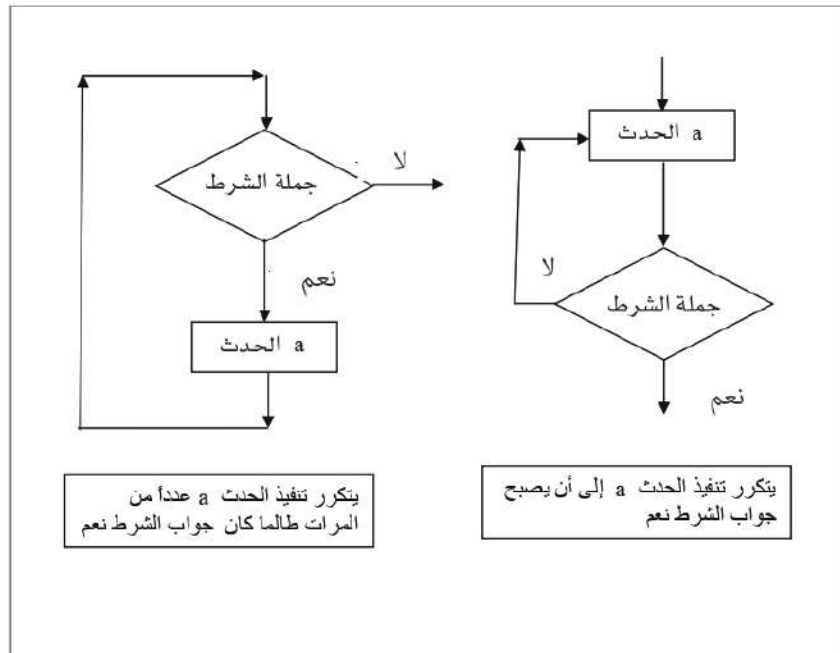 a الحدث
لا
جملة الشرط
نعم
لا
جملة الشرط
نعم
a الحدث
يتكرر تنفيذ الحدث a إلى أن يصبح
جواب الشرط نعم
يتكرر تنفيذ الحدث a عدداً من
المرات طالما كان جواب الشرط نعم